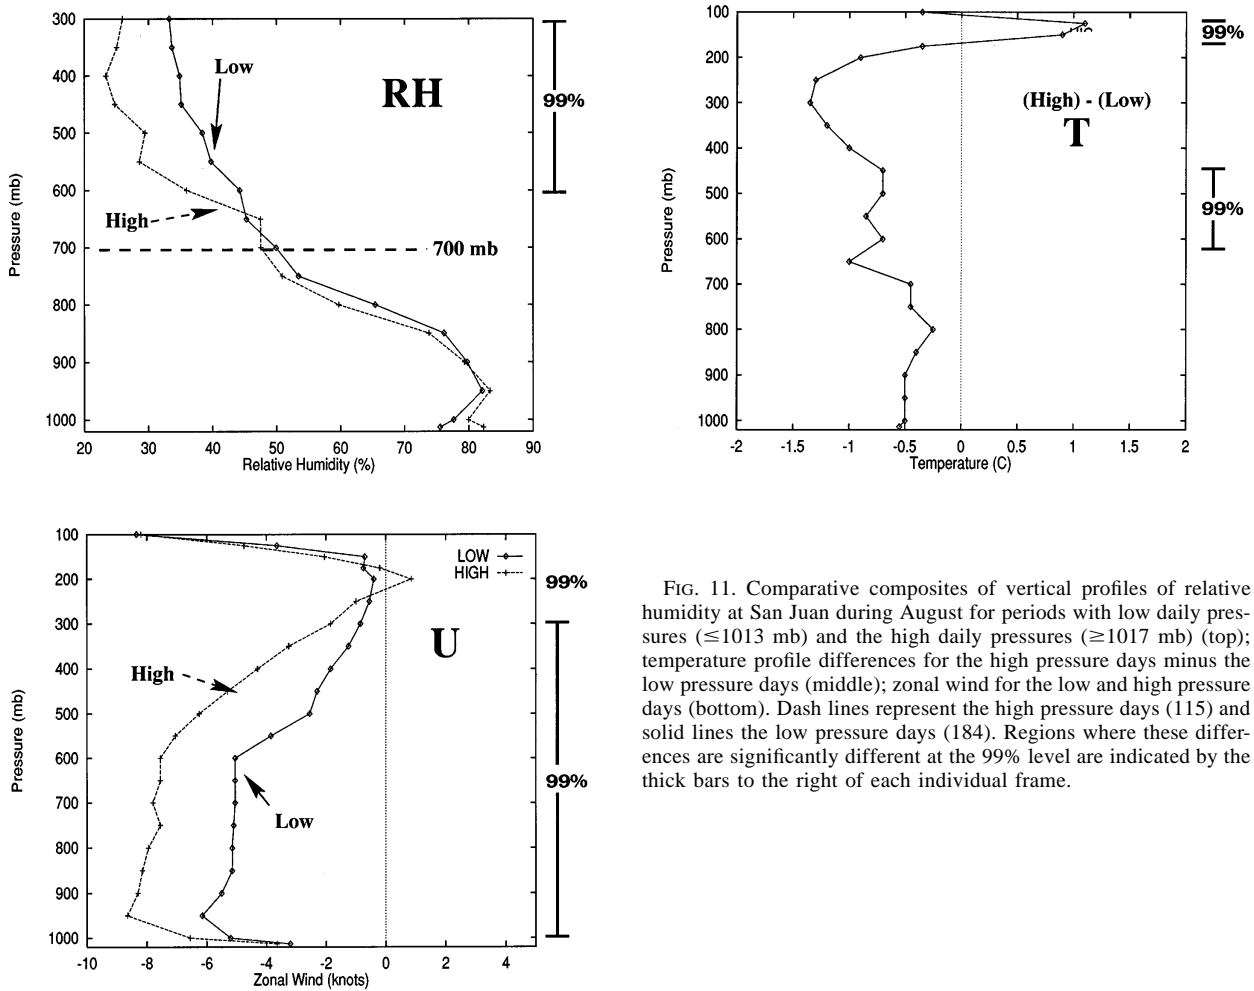 300
400
500
600
700
800
900
1000
Pressure (mb)
20 30 40 50 60 70 80 90
Relative Humidity (%)
Low
RH
High
700 mb
99%
100
200
300
400
500
600
700
800
900
1000
Pressure (mb)
-2 -1.5 -1 -0.5 0 0.5 1 1.5 2
Temperature (C)
(High) - (Low)
T
99%
99%
100
200
300
400
500
600
700
800
900
1000
Pressure (mb)
-10 -8 -6 -4 -2 0 2 4
Zonal Wind (knots)
LOW
HIGH
U
High
Low
99%
99%
FIG. 11. Comparative composites of vertical profiles of relative
humidity at San Juan during August for periods with low daily pres-
sures (≤1013 mb) and the high daily pressures (≥1017 mb) (top);
temperature profile differences for the high pressure days minus the
low pressure days (middle); zonal wind for the low and high pressure
days (bottom). Dash lines represent the high pressure days (115) and
solid lines the low pressure days (184). Regions where these differ-
ences are significantly different at the 99% level are indicated by the
thick bars to the right of each individual frame.